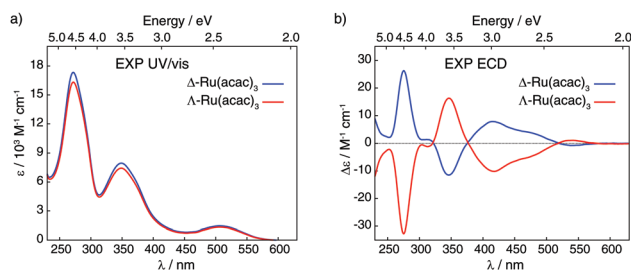 a)
Energy / eV
5.0 4.5 4.0 3.5 3.0 2.5 2.0
EXP UV/vis
Δ-Ru(acac)3
Λ-Ru(acac)3
ε / 10³ M⁻¹ cm⁻¹
18
15
12
9
6
3
0
250 300 350 400 450 500 550 600
λ / nm
b)
Energy / eV
5.0 4.5 4.0 3.5 3.0 2.5 2.0
EXP ECD
Δ-Ru(acac)3
Λ-Ru(acac)3
Δε / M⁻¹ cm⁻¹
30
20
10
0
-10
-20
-30
250 300 350 400 450 500 550 600
λ / nm